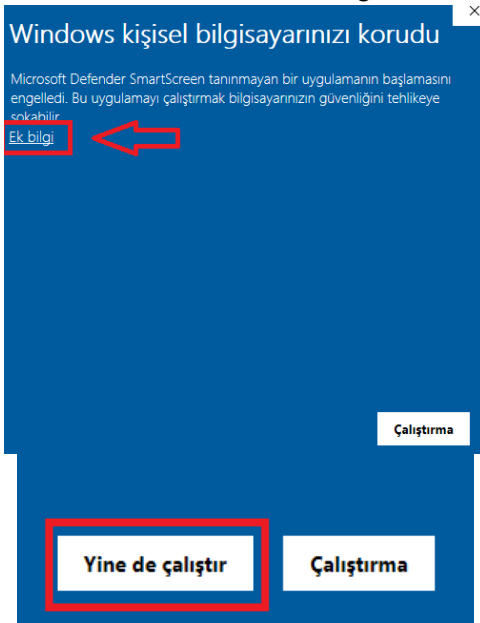 Windows kişisel bilgisayarınızı korudu
Microsoft Defender SmartScreen tanınmayan bir uygulamanın başlamasını
engelledi. Bu uygulamayı çalıştırmak bilgisayarınızın güvenliğini tehlikeye
sokabilir.
Ek bilgi
Çalıştırma
Yine de çalıştır
Çalıştırma